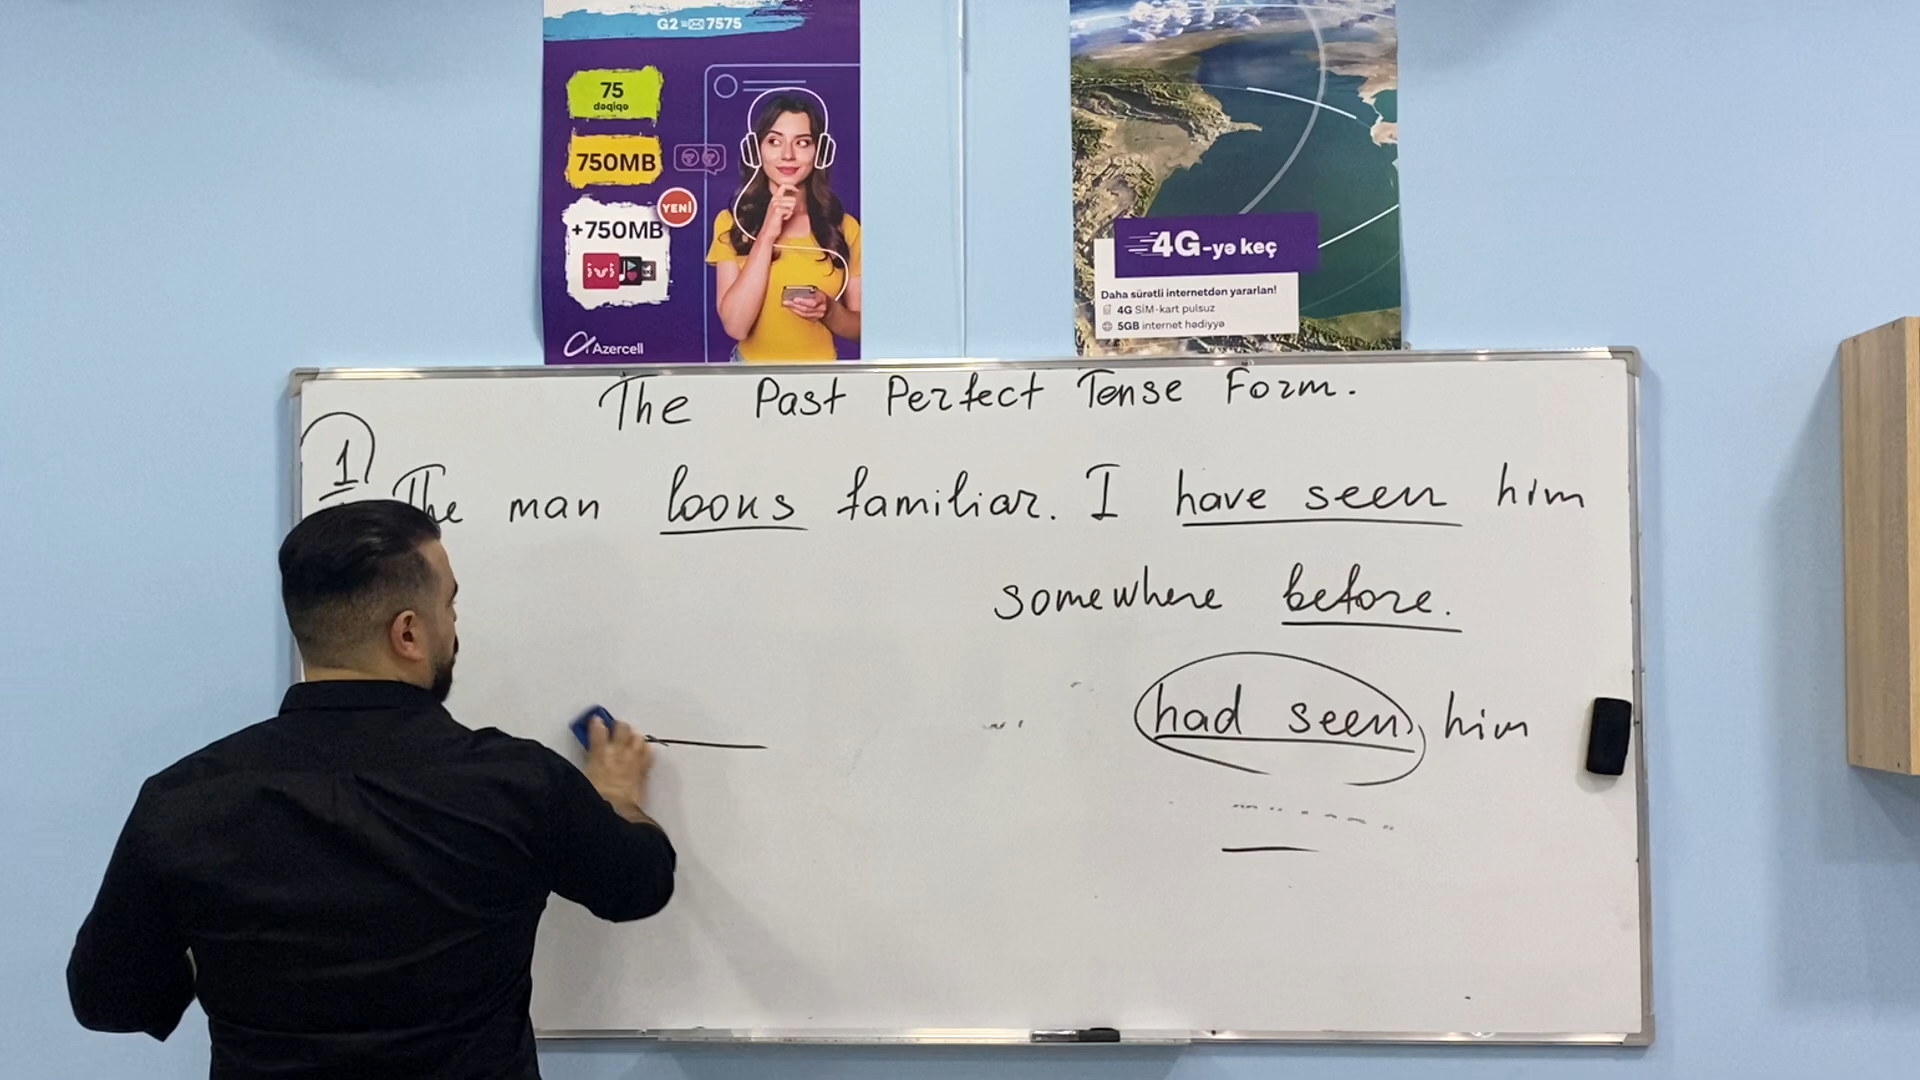 G2 = 7575
75
dəqiqə
750MB
YENİ
+750MB
ivi
Azercell
4G-yə keç
Daha sürətli internetdən yararlan!
4G SİM-kart pulsuz
5GB internet hədiyyə
The Past Perfect Tense Form.
1
The man looks familiar. I have seen him
somewhere before.
had seen him